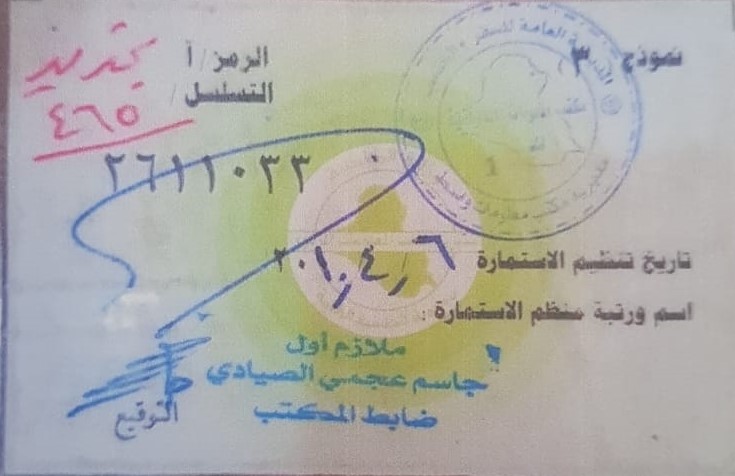 نموذج ٣
الرمز / أ
تجديد
التسلسل /
٤٦٥
٢٦١١٠٣٣
تاريخ تنظيم الاستمارة ٦ / ٤ / ٢٠١٠
اسم ورتبة منظم الاستمارة :
ملازم أول
جاسم عجمي الصيادي
ضابط المكتب
التوقيع